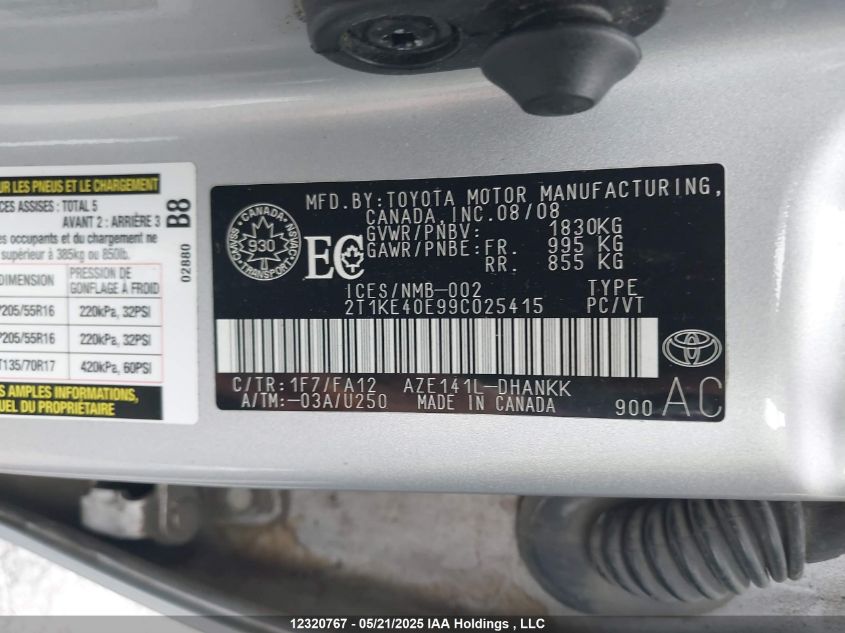 UR LES PNEUS ET LE CHARGEMENT
CES ASSISES : TOTAL 5
AVANT 2 : ARRIÈRE 3
es occupants et du chargement ne
supérieur à 385kg ou 850lb.
DIMENSION
PRESSION DE
GONFLAGE À FROID
P205/55R16
220kPa, 32PSI
P205/55R16
220kPa, 32PSI
T135/70R17
420kPa, 60PSI
S AMPLES INFORMATIONS
UEL DU PROPRIÉTAIRE
B8
02880
CANADA
CMVSS
930
NSVAC
TRANSPORT
EC
MFD.BY:TOYOTA MOTOR MANUFACTURING,
CANADA,INC.08/08
GVWR/PNBV: 1830KG
GAWR/PNBE: FR. 995 KG
RR. 855 KG
ICES/NMB-002 TYPE
2T1KE40E99C025415 PC/VT
C/TR:1F7/FA12 AZE141L-DHANKK
A/TM:-03A/U250 MADE IN CANADA
900 AC
12320767 - 05/21/2025 IAA Holdings , LLC